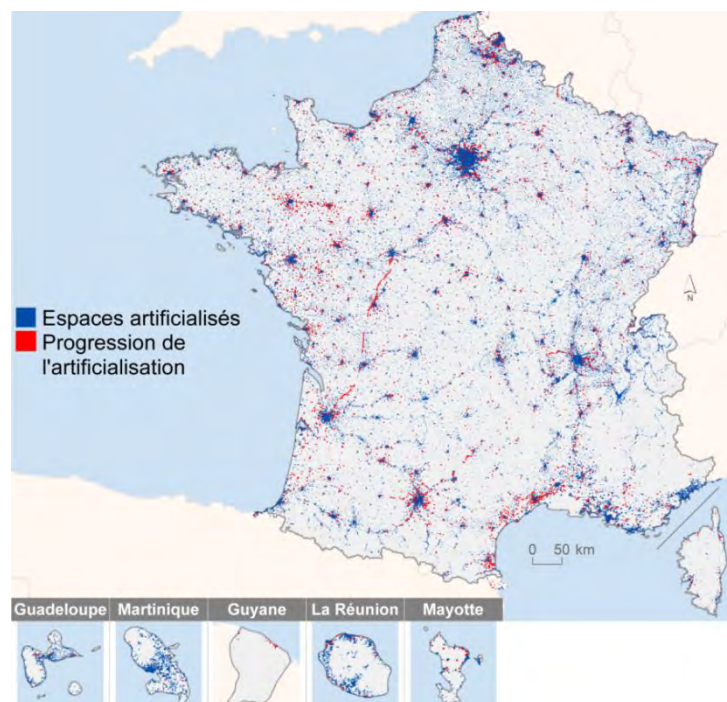 Espaces artificialisés
Progression de
l'artificialisation
N
0 50 km
Guadeloupe Martinique Guyane La Réunion Mayotte